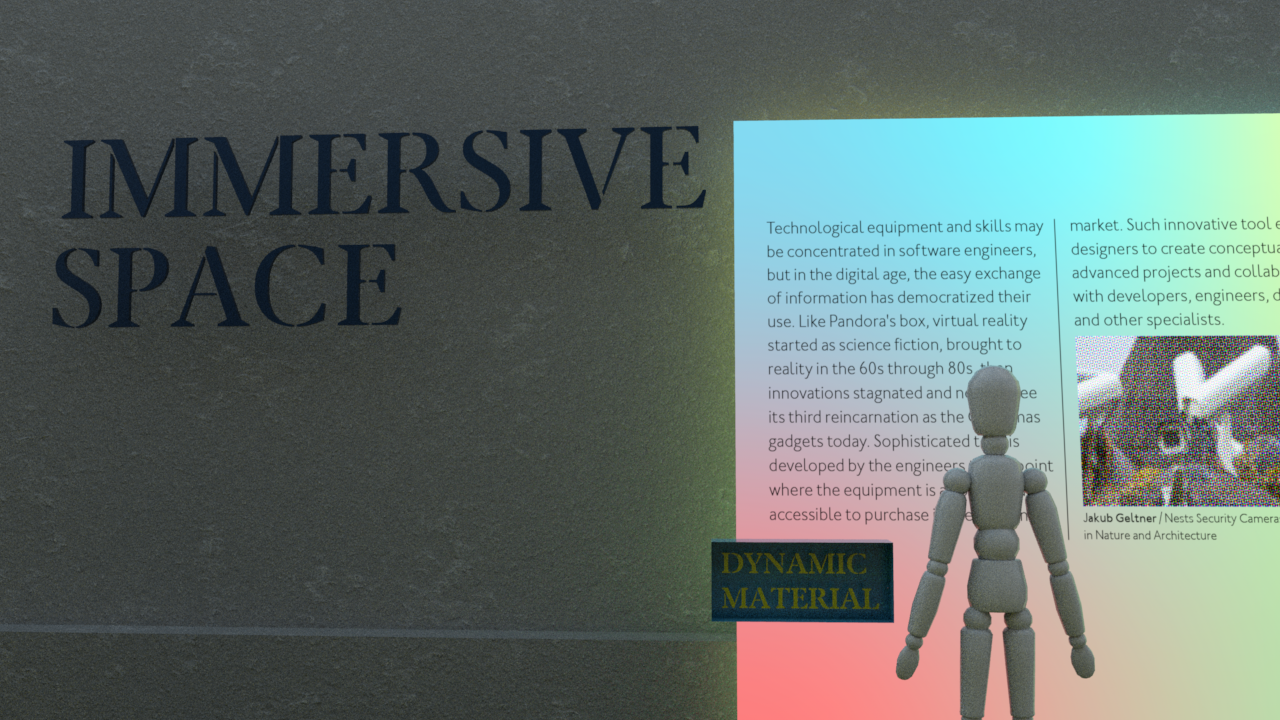 IMMERSIVE
SPACE
Technological equipment and skills may
be concentrated in software engineers,
but in the digital age, the easy exchange
of information has democratized their
use. Like Pandora's box, virtual reality
started as science fiction, brought to
reality in the 60s through 80s, then
innovations stagnated and
its third reincarnation as the
gadgets today. Sophisticated
developed by the engineers
where the equipment is
accessible to purchase
market. Such innovative tool
designers to create
advanced projects and
with developers, engineers,
and other specialists.
Jakub Geltner / Nests Security Cameras
in Nature and Architecture
DYNAMIC
MATERIAL